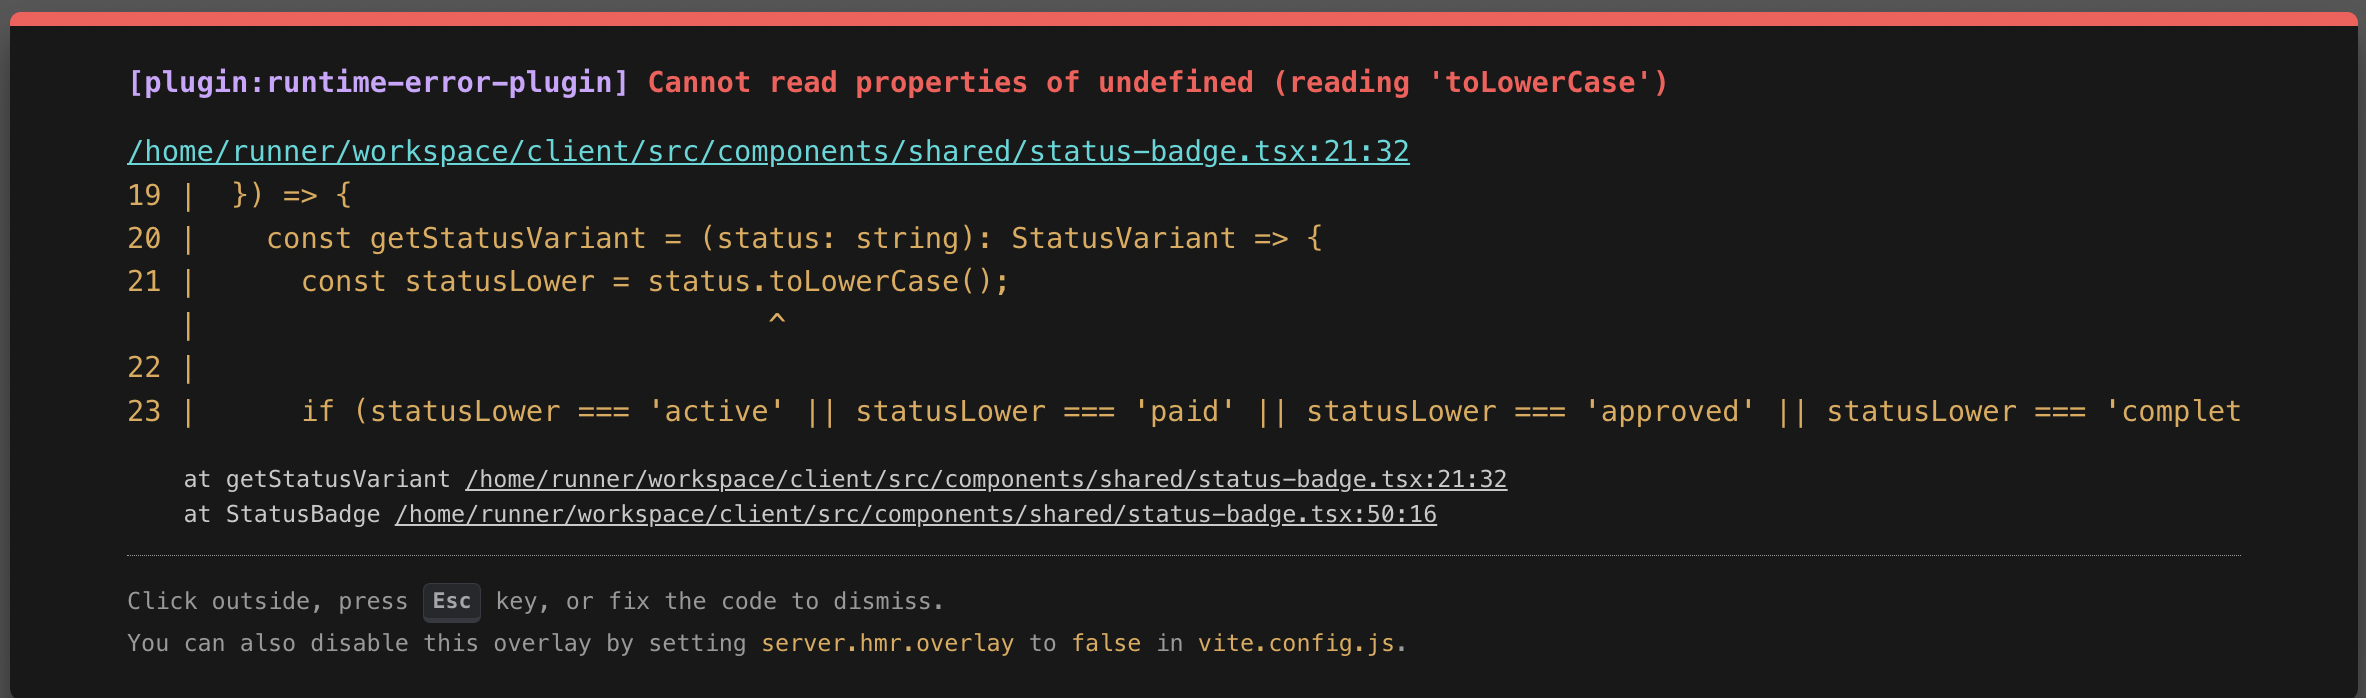 [plugin:runtime-error-plugin] Cannot read properties of undefined (reading 'toLowerCase')
/home/runner/workspace/client/src/components/shared/status-badge.tsx:21:32
19 |  }) => {
20 |    const getStatusVariant = (status: string): StatusVariant => {
21 |      const statusLower = status.toLowerCase();
   |                                 ^
22 |
23 |      if (statusLower === 'active' || statusLower === 'paid' || statusLower === 'approved' || statusLower === 'complet
at getStatusVariant /home/runner/workspace/client/src/components/shared/status-badge.tsx:21:32
at StatusBadge /home/runner/workspace/client/src/components/shared/status-badge.tsx:50:16
Click outside, press Esc key, or fix the code to dismiss.
You can also disable this overlay by setting server.hmr.overlay to false in vite.config.js.